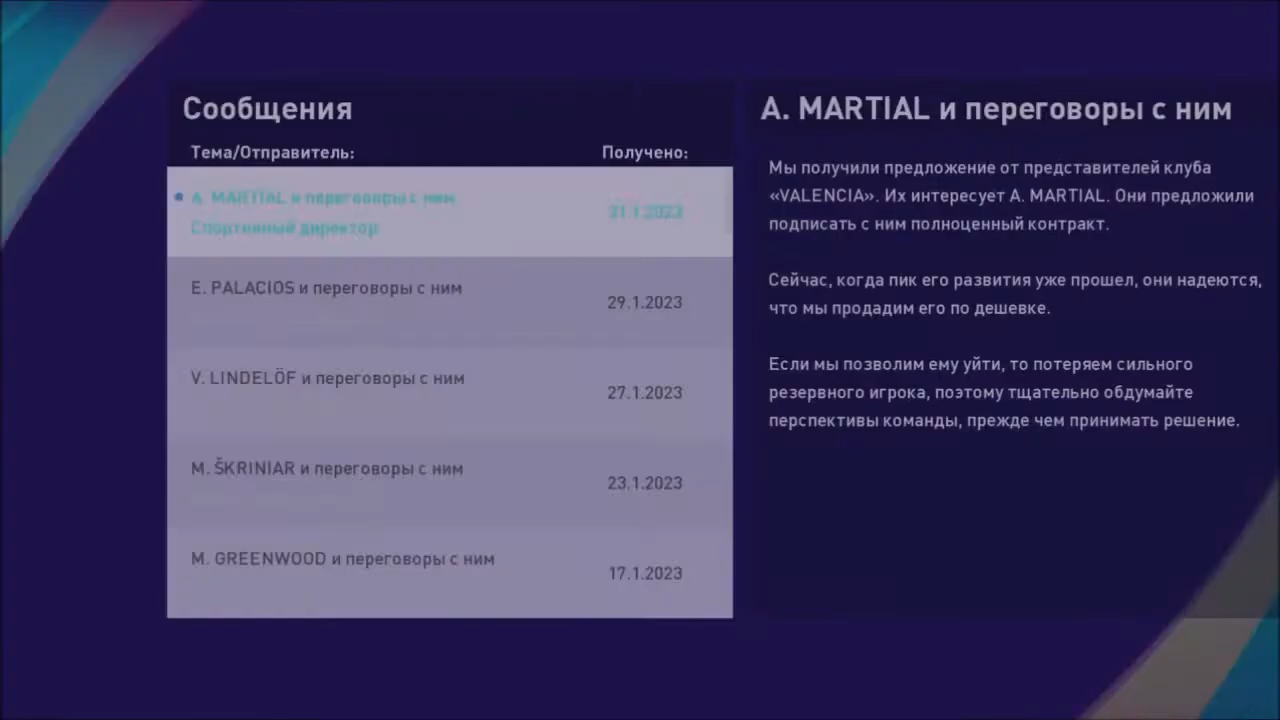 Сообщения
Тема/Отправитель:
Получено:
A. MARTIAL и переговоры с ним
Спортивный директор
31.1.2023
E. PALACIOS и переговоры с ним
29.1.2023
V. LINDELÖF и переговоры с ним
27.1.2023
M. ŠKRINIAR и переговоры с ним
23.1.2023
M. GREENWOOD и переговоры с ним
17.1.2023
A. MARTIAL и переговоры с ним
Мы получили предложение от представителей клуба
«VALENCIA». Их интересует A. MARTIAL. Они предложили
подписать с ним полноценный контракт.
Сейчас, когда пик его развития уже прошел, они надеются,
что мы продадим его по дешевке.
Если мы позволим ему уйти, то потеряем сильного
резервного игрока, поэтому тщательно обдумайте
перспективы команды, прежде чем принимать решение.